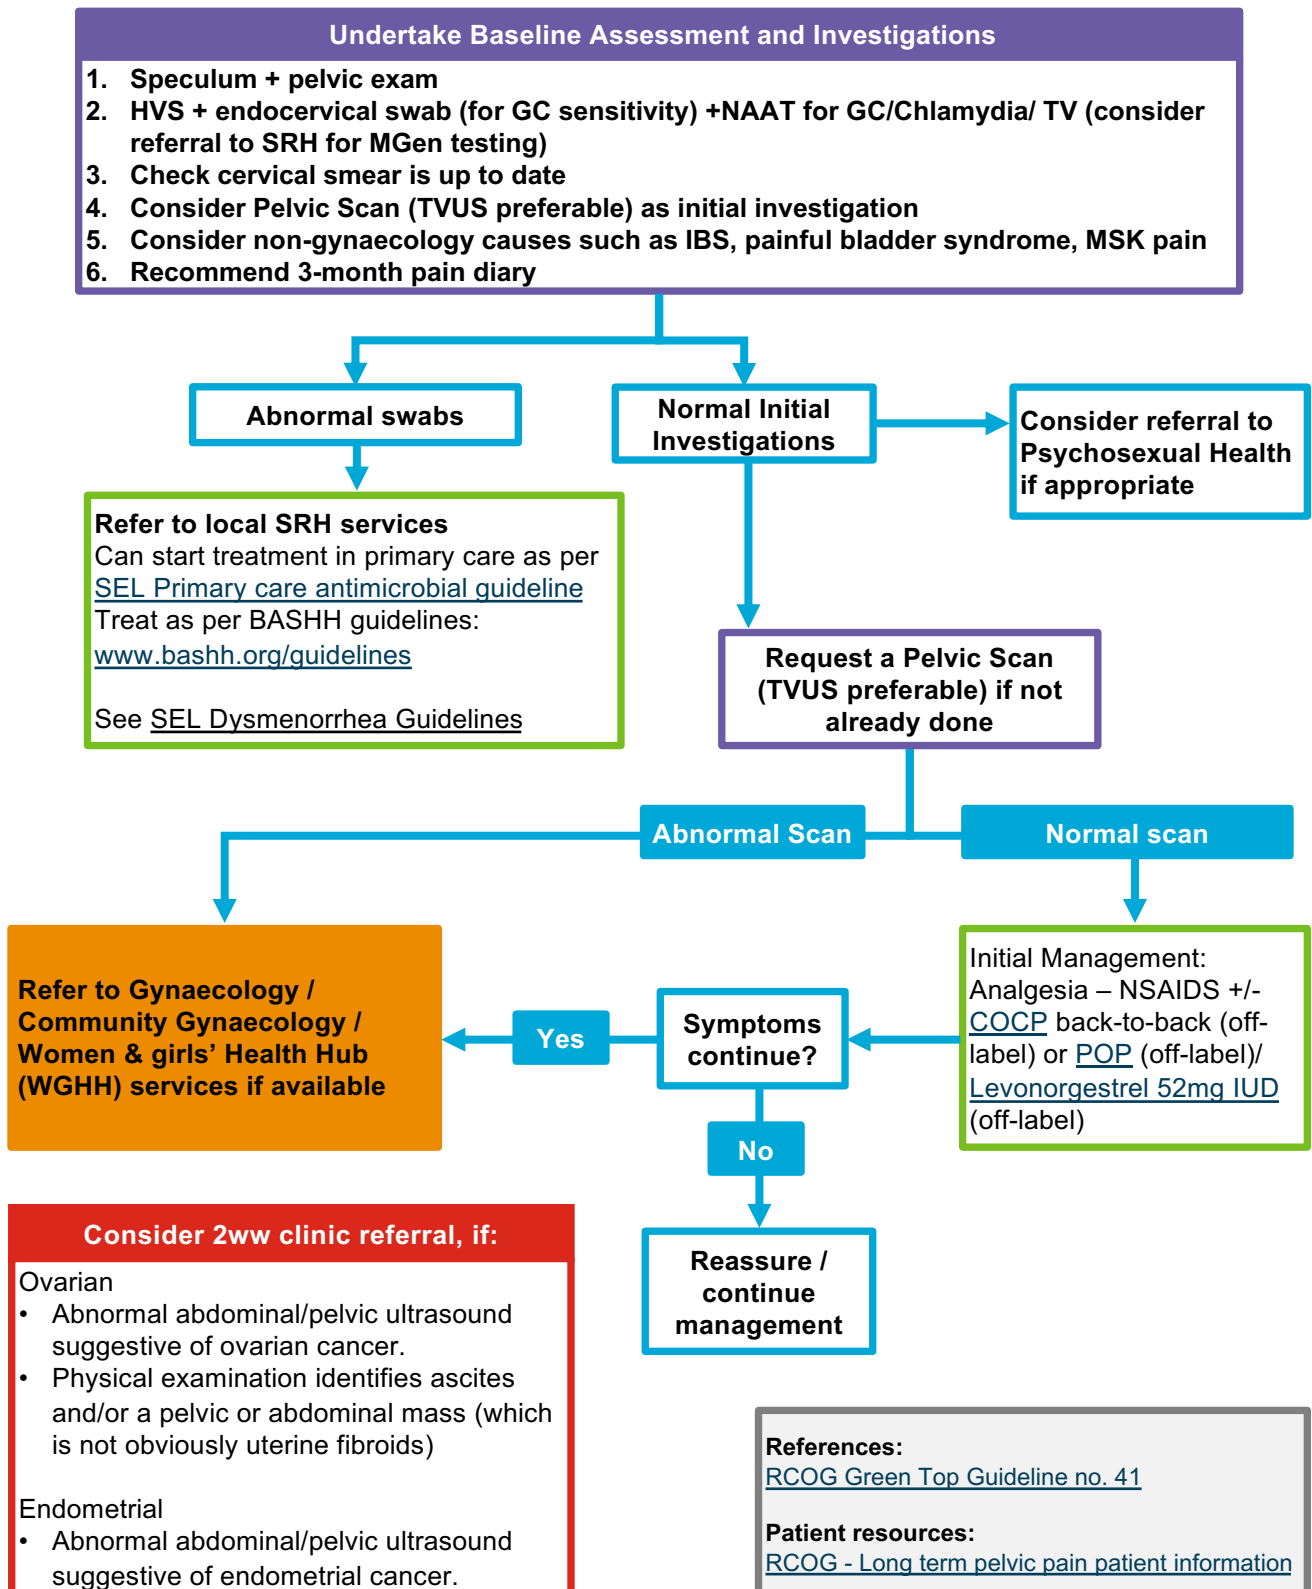 Undertake Baseline Assessment and Investigations
1. Speculum + pelvic exam
2. HVS + endocervical swab (for GC sensitivity) +NAAT for GC/Chlamydia/ TV (consider
referral to SRH for MGen testing)
3. Check cervical smear is up to date
4. Consider Pelvic Scan (TVUS preferable) as initial investigation
5. Consider non-gynaecology causes such as IBS, painful bladder syndrome, MSK pain
6. Recommend 3-month pain diary
Abnormal swabs
Normal Initial
Investigations
Consider referral to
Psychosexual Health
if appropriate
Refer to local SRH services
Can start treatment in primary care as per
SEL Primary care antimicrobial guideline
Treat as per BASHH guidelines:
www.bashh.org/guidelines
See SEL Dysmenorrhea Guidelines
Request a Pelvic Scan
(TVUS preferable) if not
already done
Abnormal Scan
Normal scan
Refer to Gynaecology /
Community Gynaecology /
Women & girls’ Health Hub
(WGHH) services if available
Yes
Symptoms
continue?
Initial Management:
Analgesia – NSAIDS +/-
COCP back-to-back (off-
label) or POP (off-label)/
Levonorgestrel 52mg IUD
(off-label)
No
Reassure /
continue
management
Consider 2ww clinic referral, if:
Ovarian
• Abnormal abdominal/pelvic ultrasound
suggestive of ovarian cancer.
• Physical examination identifies ascites
and/or a pelvic or abdominal mass (which
is not obviously uterine fibroids)
Endometrial
• Abnormal abdominal/pelvic ultrasound
suggestive of endometrial cancer.
References:
RCOG Green Top Guideline no. 41
Patient resources:
RCOG - Long term pelvic pain patient information